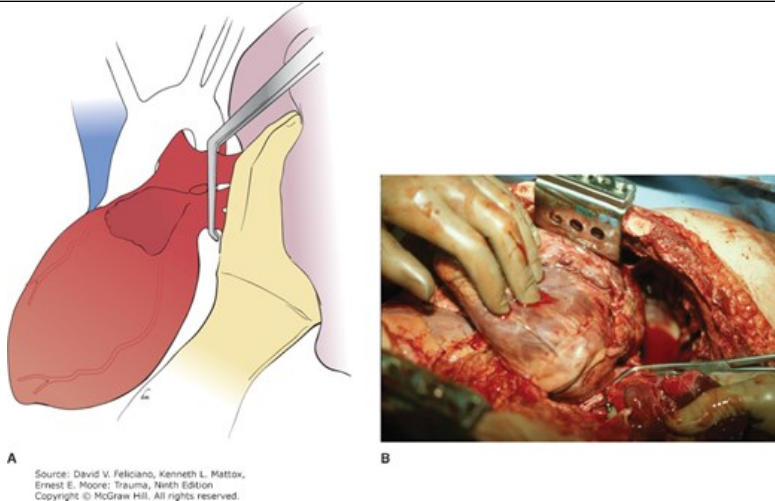 A
B
Source: David V. Feliciano, Kenneth L. Mattox,
Ernest E. Moore: Trauma, Ninth Edition
Copyright © McGraw Hill. All rights reserved.